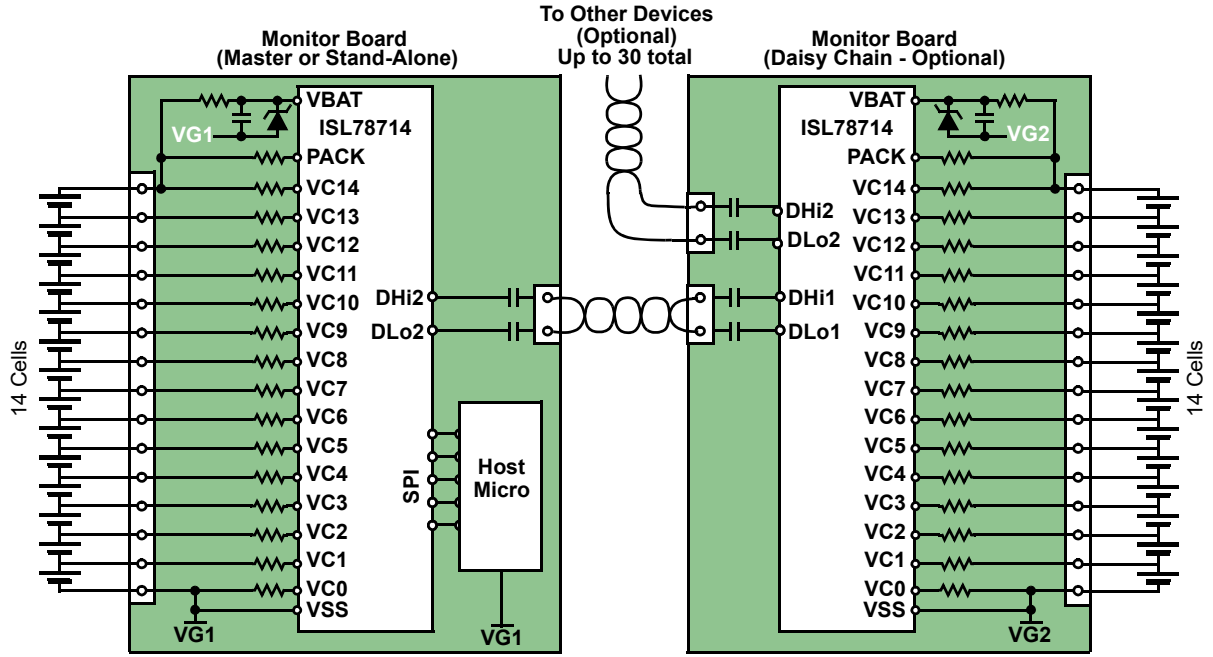 To Other Devices
(Optional)
Up to 30 total
Monitor Board
(Master or Stand-Alone)
VBAT
ISL78714
VG1
PACK
VC14
VC13
VC12
VC11
VC10
VC9
VC8
VC7
VC6
VC5
VC4
VC3
VC2
VC1
VC0
VSS
VG1
14 Cells
DHi2
DLo2
SPI
Host
Micro
VG1
Monitor Board
(Daisy Chain - Optional)
VBAT
ISL78714
VG2
PACK
VC14
VC13
VC12
VC11
VC10
VC9
VC8
VC7
VC6
VC5
VC4
VC3
VC2
VC1
VC0
VSS
VG2
DHi2
DLo2
DHi1
DLo1
14 Cells